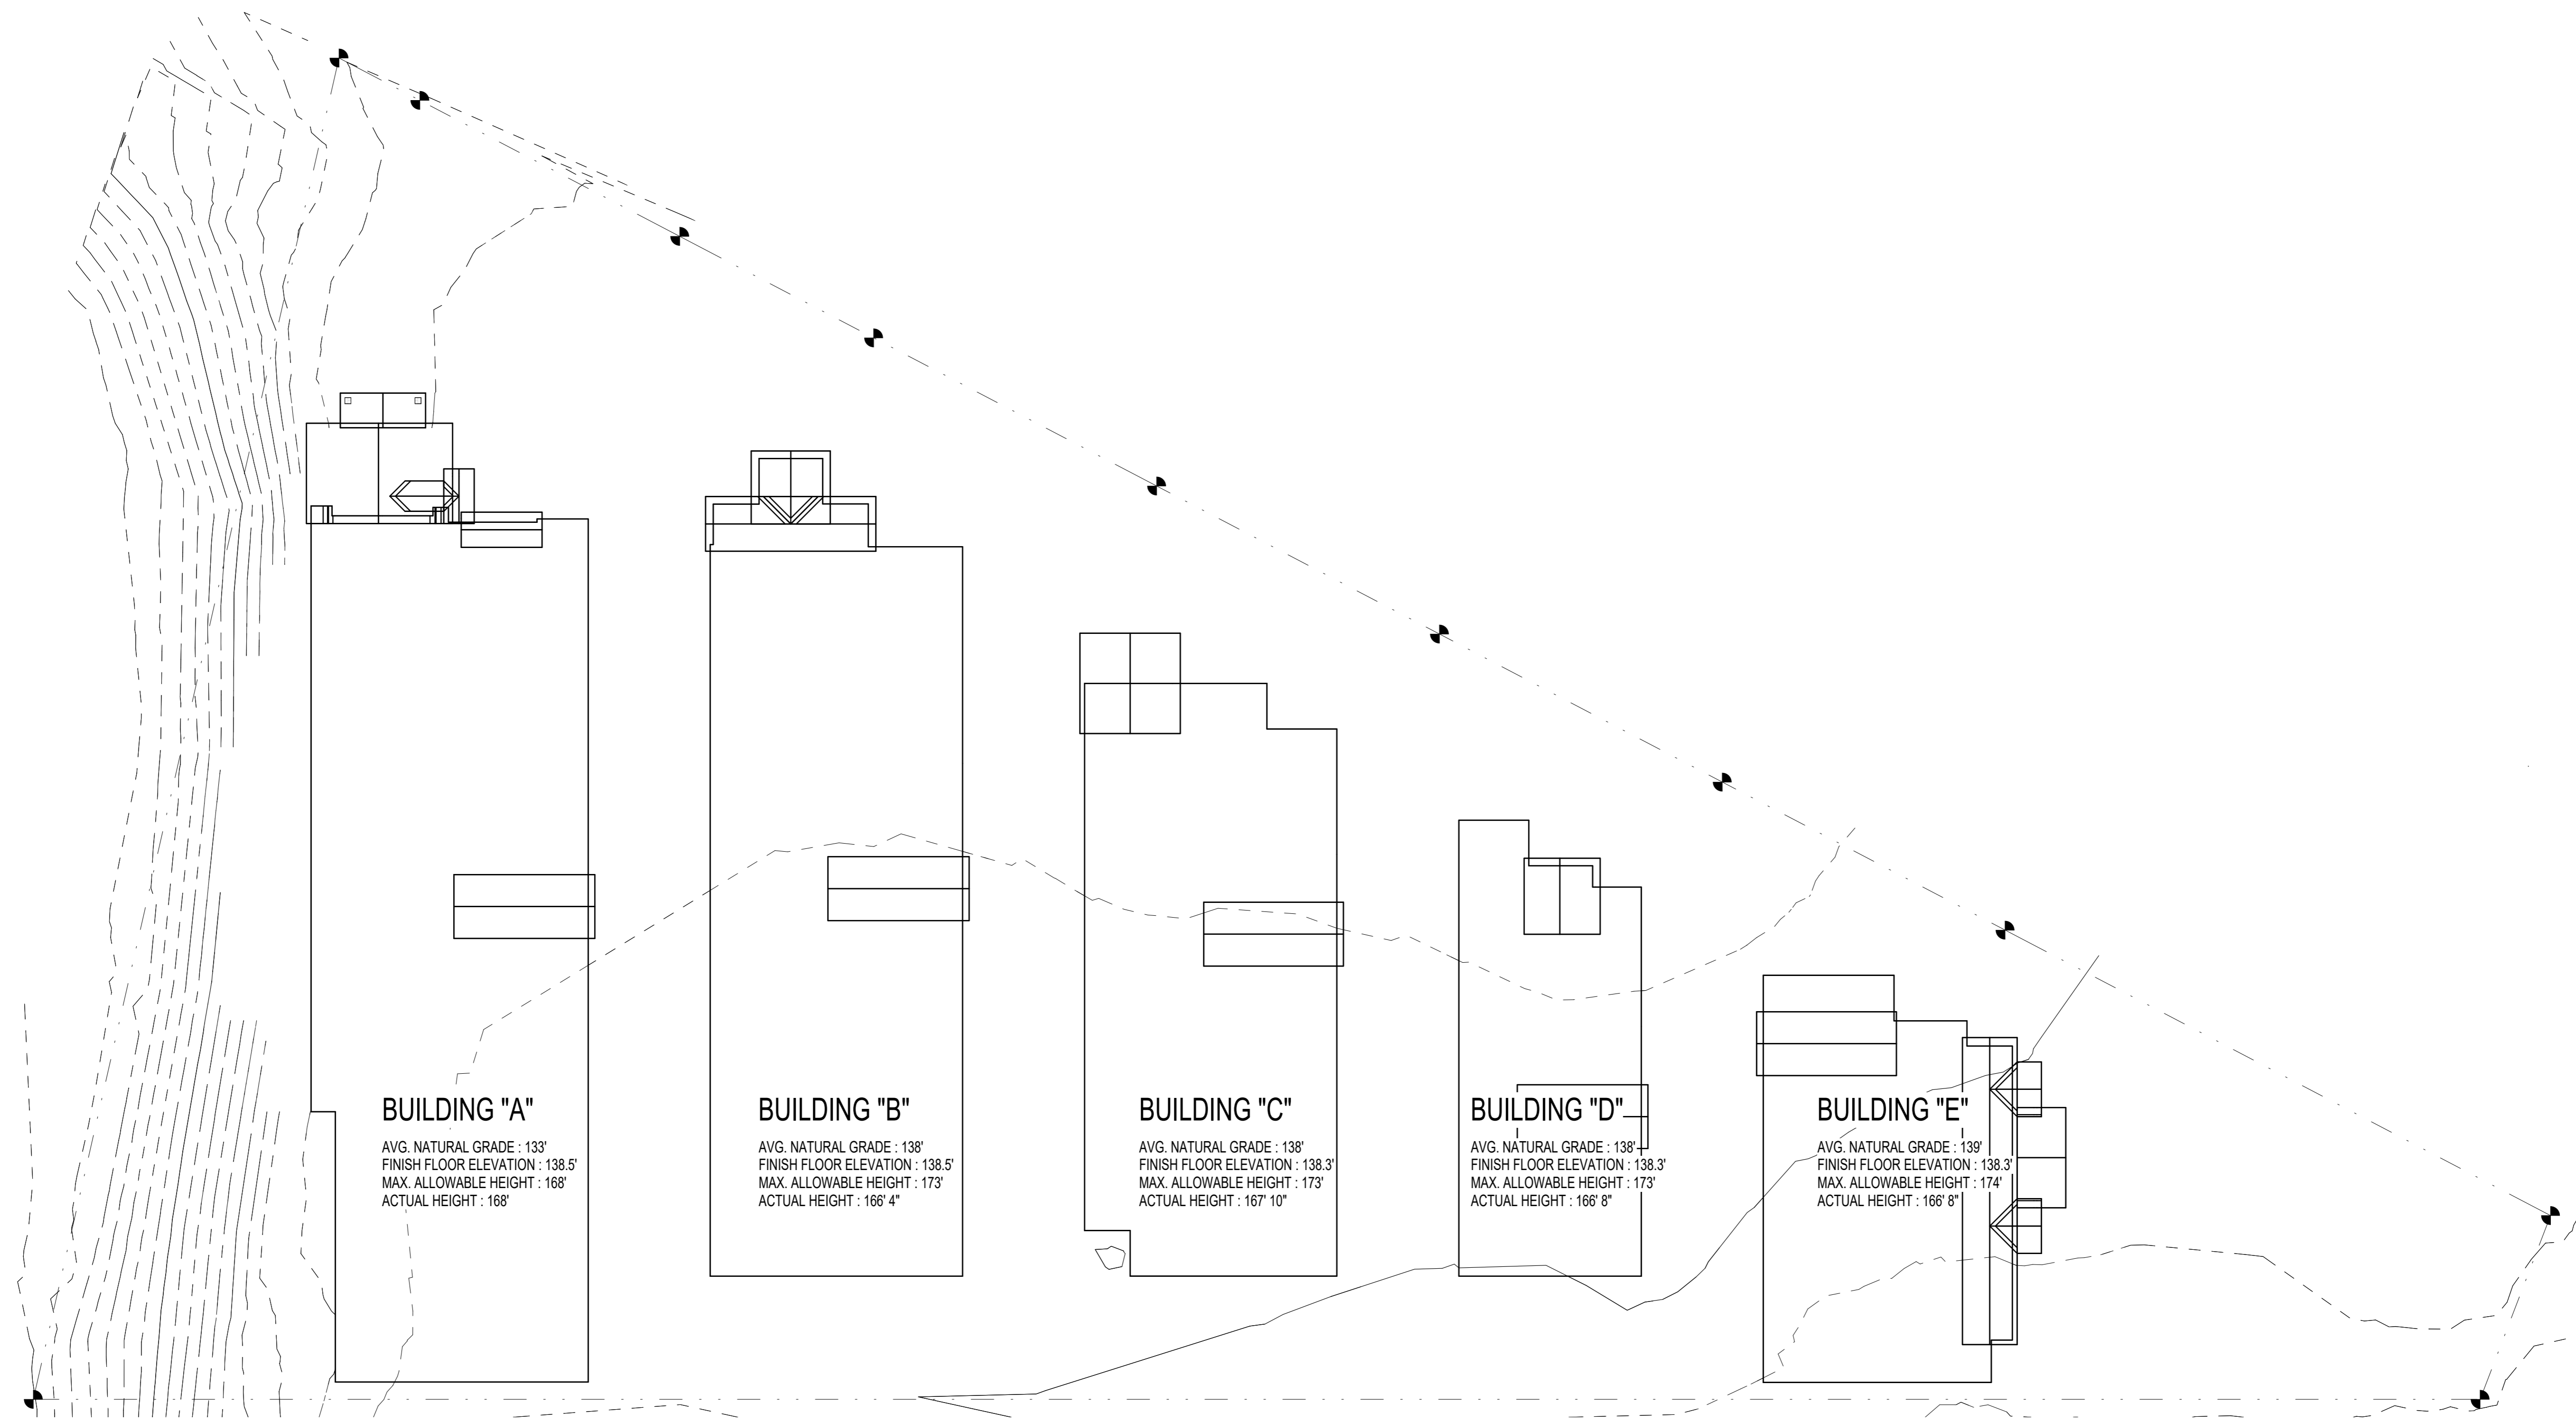 BUILDING "A"
AVG. NATURAL GRADE : 133'
FINISH FLOOR ELEVATION : 138.5'
MAX. ALLOWABLE HEIGHT : 168'
ACTUAL HEIGHT : 168'
BUILDING "B"
AVG. NATURAL GRADE : 138'
FINISH FLOOR ELEVATION : 138.5'
MAX. ALLOWABLE HEIGHT : 173'
ACTUAL HEIGHT : 166' 4"
BUILDING "C"
AVG. NATURAL GRADE : 138'
FINISH FLOOR ELEVATION : 138.3'
MAX. ALLOWABLE HEIGHT : 173'
ACTUAL HEIGHT : 167' 10"
BUILDING "D"
AVG. NATURAL GRADE : 138'
FINISH FLOOR ELEVATION : 138.3'
MAX. ALLOWABLE HEIGHT : 173'
ACTUAL HEIGHT : 166' 8"
BUILDING "E"
AVG. NATURAL GRADE : 139'
FINISH FLOOR ELEVATION : 138.3'
MAX. ALLOWABLE HEIGHT : 174'
ACTUAL HEIGHT : 166' 8"